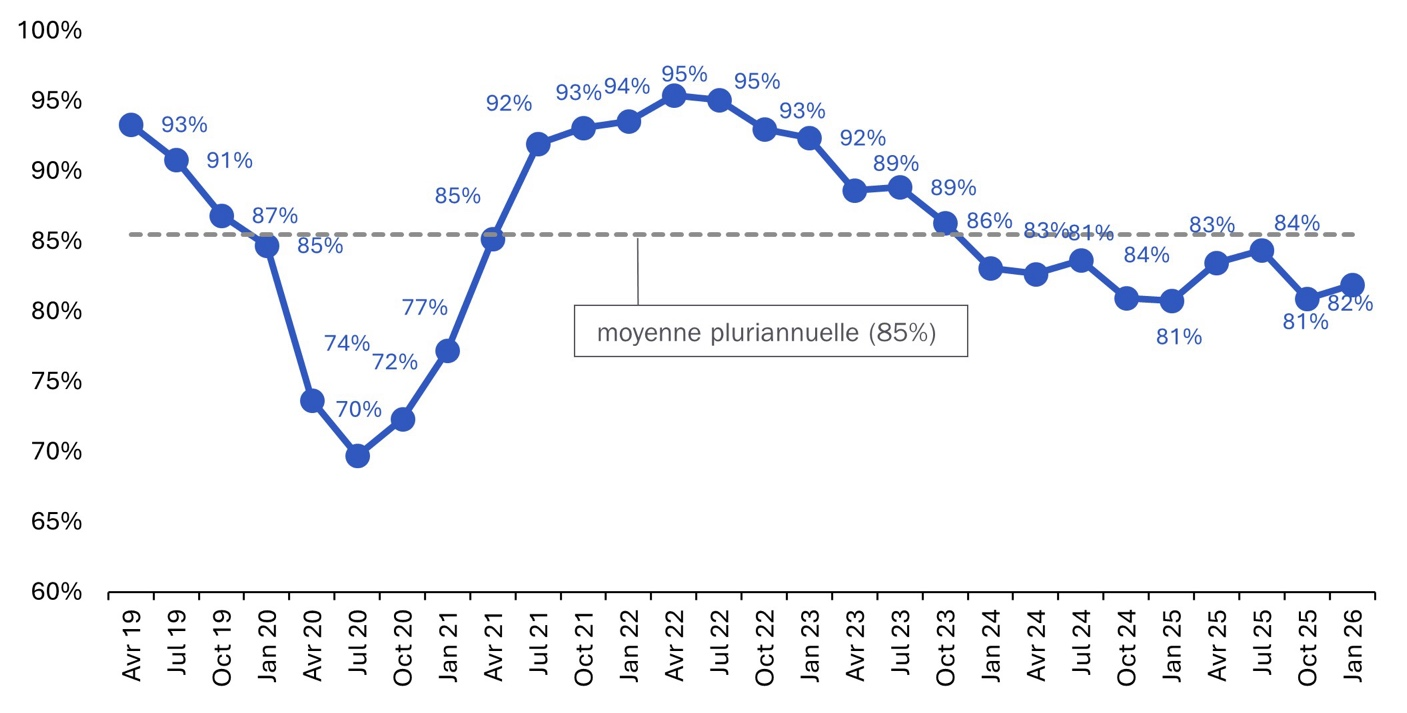 100%
95%
90%
85%
80%
75%
70%
65%
60%
93%
91%
87%
85%
74%
70%
72%
77%
85%
92%
93%
94%
95%
95%
93%
92%
89%
89%
86%
83%
81%
84%
81%
83%
84%
81%
82%
moyenne pluriannuelle (85%)
Avr 19
Jul 19
Oct 19
Jan 20
Avr 20
Jul 20
Oct 20
Jan 21
Avr 21
Jul 21
Oct 21
Jan 22
Avr 22
Jul 22
Oct 22
Jan 23
Avr 23
Jul 23
Oct 23
Jan 24
Avr 24
Jul 24
Oct 24
Jan 25
Avr 25
Jul 25
Oct 25
Jan 26